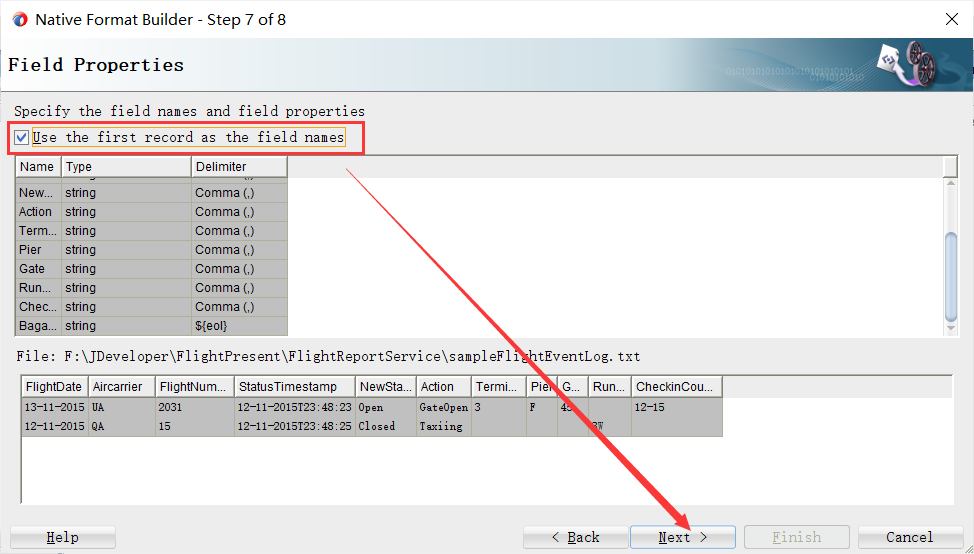 Native Format Builder - Step 7 of 8
Field Properties
Specify the field names and field properties
Use the first record as the field names
Name Type Delimiter
New... string Comma (,)
Action string Comma (,)
Term... string Comma (,)
Pier string Comma (,)
Gate string Comma (,)
Run... string Comma (,)
Chec... string Comma (,)
Baga... string ${eol}
File: F:\JDeveloper\FlightPresent\FlightReportService\sampleFlightEventLog.txt
FlightDate Aircarrier FlightNum... StatusTimestamp NewSta... Action Termi... Pier G... Run... CheckinCou...
13-11-2015 UA 2031 12-11-2015T23:48:23 Open GateOpen 3 F 12-15
12-11-2015 QA 15 12-11-2015T23:48:25 Closed Taxiing
Help < Back Next > Finish Cancel